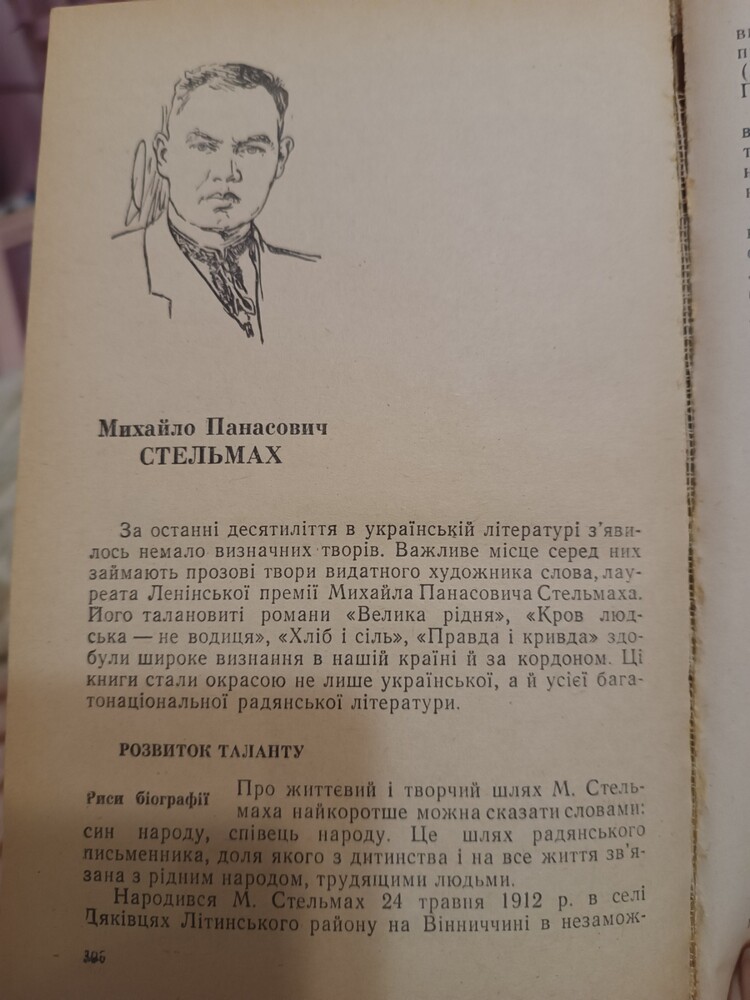 Михайло Панасович
СТЕЛЬМАХ
За останні десятиліття в українській літературі з’яви-
лось немало визначних творів. Важливе місце серед них
займають прозові твори видатного художника слова, лау-
реата Ленінської премії Михайла Панасовича Стельмаха.
Його талановиті романи «Велика рідня», «Кров люд-
ська — не водиця», «Хліб і сіль», «Правда і кривда» здо-
були широке визнання в нашій країні й за кордоном. Ці
книги стали окрасою не лише української, а й усієї бага-
тонаціональної радянської літератури.
РОЗВИТОК ТАЛАНТУ
Риси біографії
Про життєвий і творчий шлях М. Стель-
маха найкоротше можна сказати словами:
син народу, співець народу. Це шлях радянського
письменника, доля якого з дитинства і на все життя зв’я-
зана з рідним народом, трудящими людьми.
Народився М. Стельмах 24 травня 1912 р. в селі
Дяківцях Літинського району на Вінниччині в незамож-
306